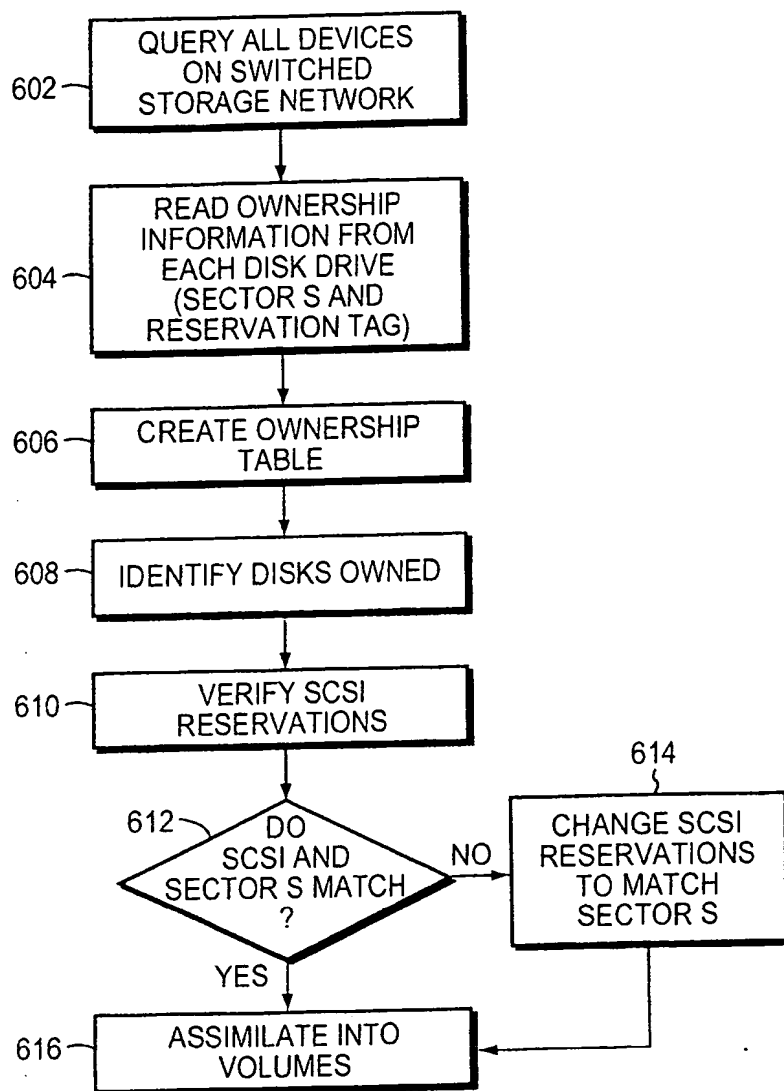 QUERY ALL DEVICES
ON SWITCHED
STORAGE NETWORK
602
READ OWNERSHIP
INFORMATION FROM
EACH DISK DRIVE
(SECTOR S AND
RESERVATION TAG)
604
CREATE OWNERSHIP
TABLE
606
IDENTIFY DISKS OWNED
608
VERIFY SCSI
RESERVATIONS
610
612
DO
SCSI AND
SECTOR S MATCH
?
NO
YES
614
CHANGE SCSI
RESERVATIONS
TO MATCH
SECTOR S
ASSIMILATE INTO
VOLUMES
616